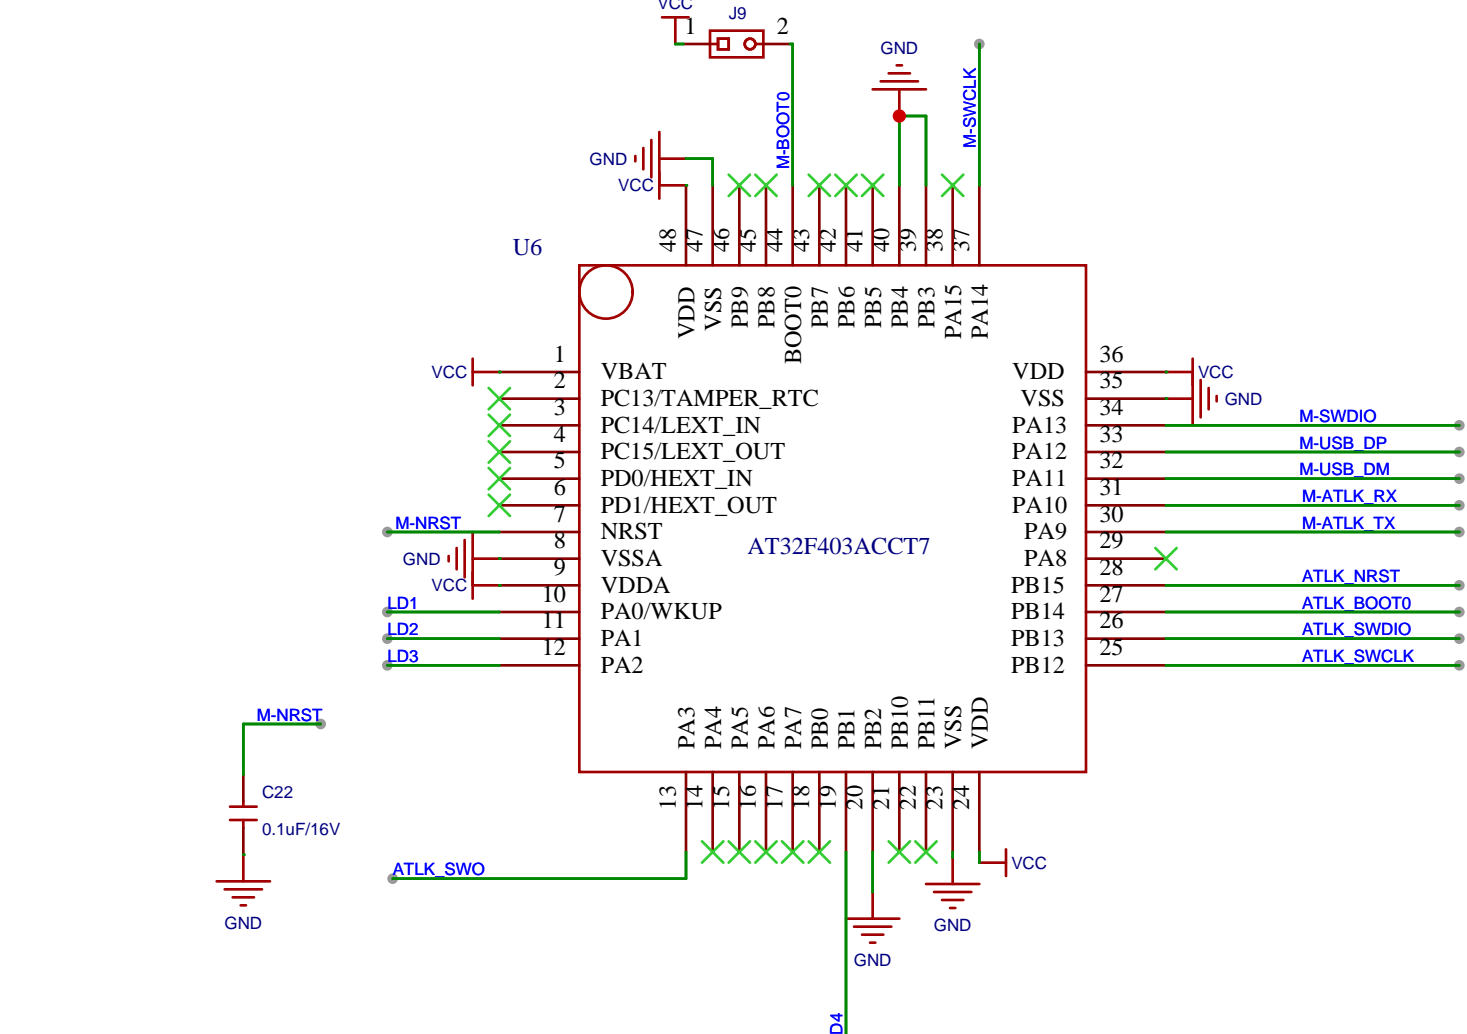 VCC
J9
1
2
GND
M-SWCLK
M-BOOT0
GND
VCC
U6
48
47
46
45
44
43
42
41
40
39
38
37
VDD
VSS
PB9
PB8
BOOT0
PB7
PB6
PB5
PB4
PB3
PA15
PA14
VCC
1
VBAT
2
PC13/TAMPER_RTC
3
PC14/LEXT_IN
4
PC15/LEXT_OUT
5
PD0/HEXT_IN
6
PD1/HEXT_OUT
M-NRST
7
NRST
GND
8
VSSA
VCC
9
VDDA
LD1
10
PA0/WKUP
LD2
11
PA1
LD3
12
PA2
AT32F403ACCT7
VDD
36
VCC
VSS
35
GND
PA13
34
M-SWDIO
PA12
33
M-USB_DP
PA11
32
M-USB_DM
PA10
31
M-ATLK_RX
PA9
30
M-ATLK_TX
PA8
29
PB15
28
ATLK_NRST
PB14
27
ATLK_BOOT0
PB13
26
ATLK_SWDIO
PB12
25
ATLK_SWCLK
PA3
PA4
PA5
PA6
PA7
PB0
PB1
PB2
PB10
PB11
VSS
VDD
13
14
15
16
17
18
19
20
21
22
23
24
M-NRST
C22
0.1uF/16V
GND
ATLK_SWO
VCC
GND
GND
D4